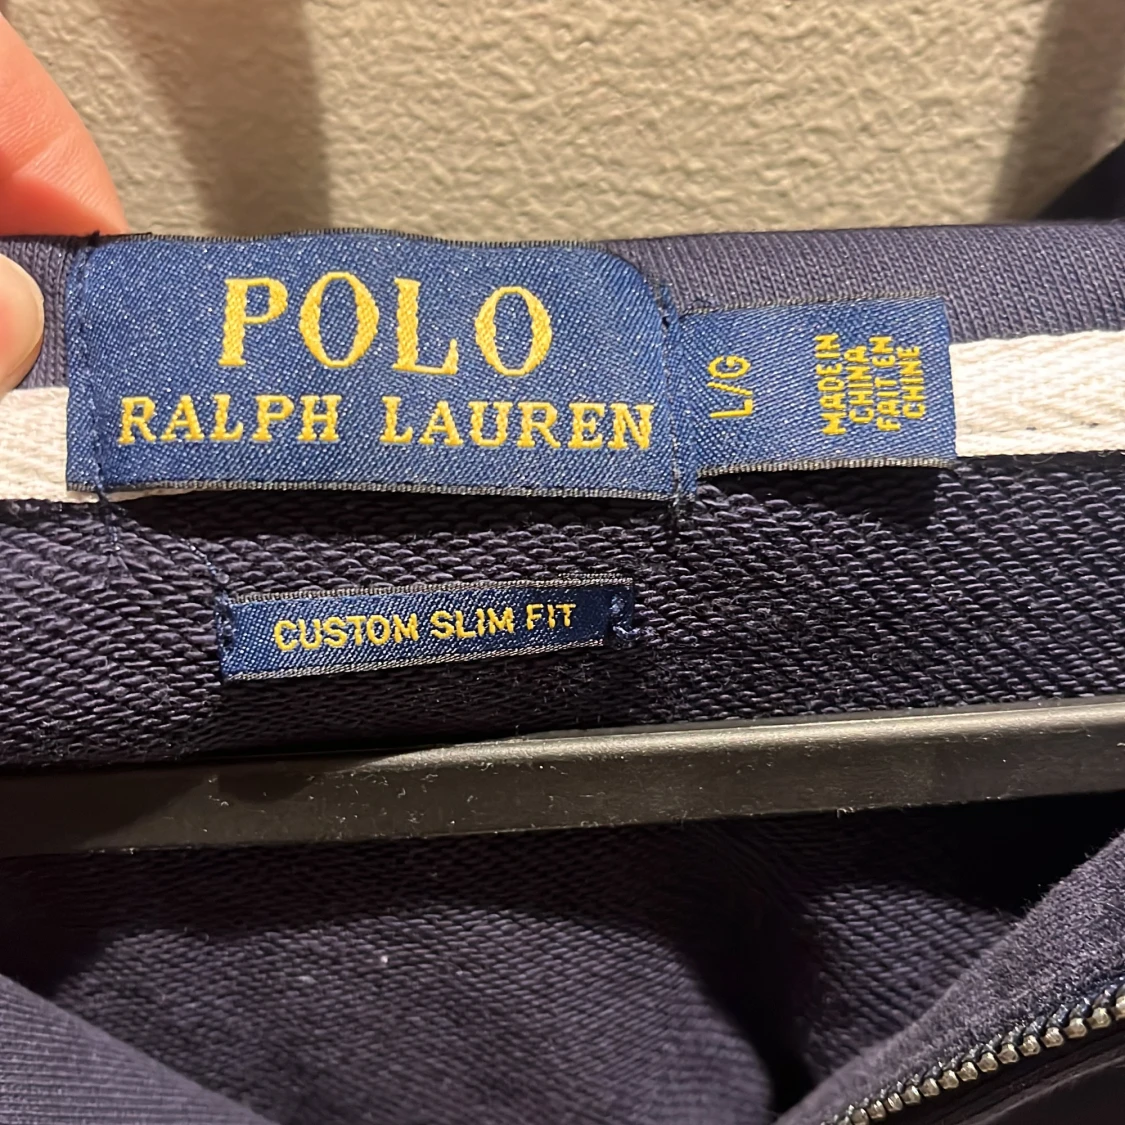 POLO
RALPH LAUREN
L/G
MADE IN
CHINA
FAIT EN
CHINE
CUSTOM SLIM FIT